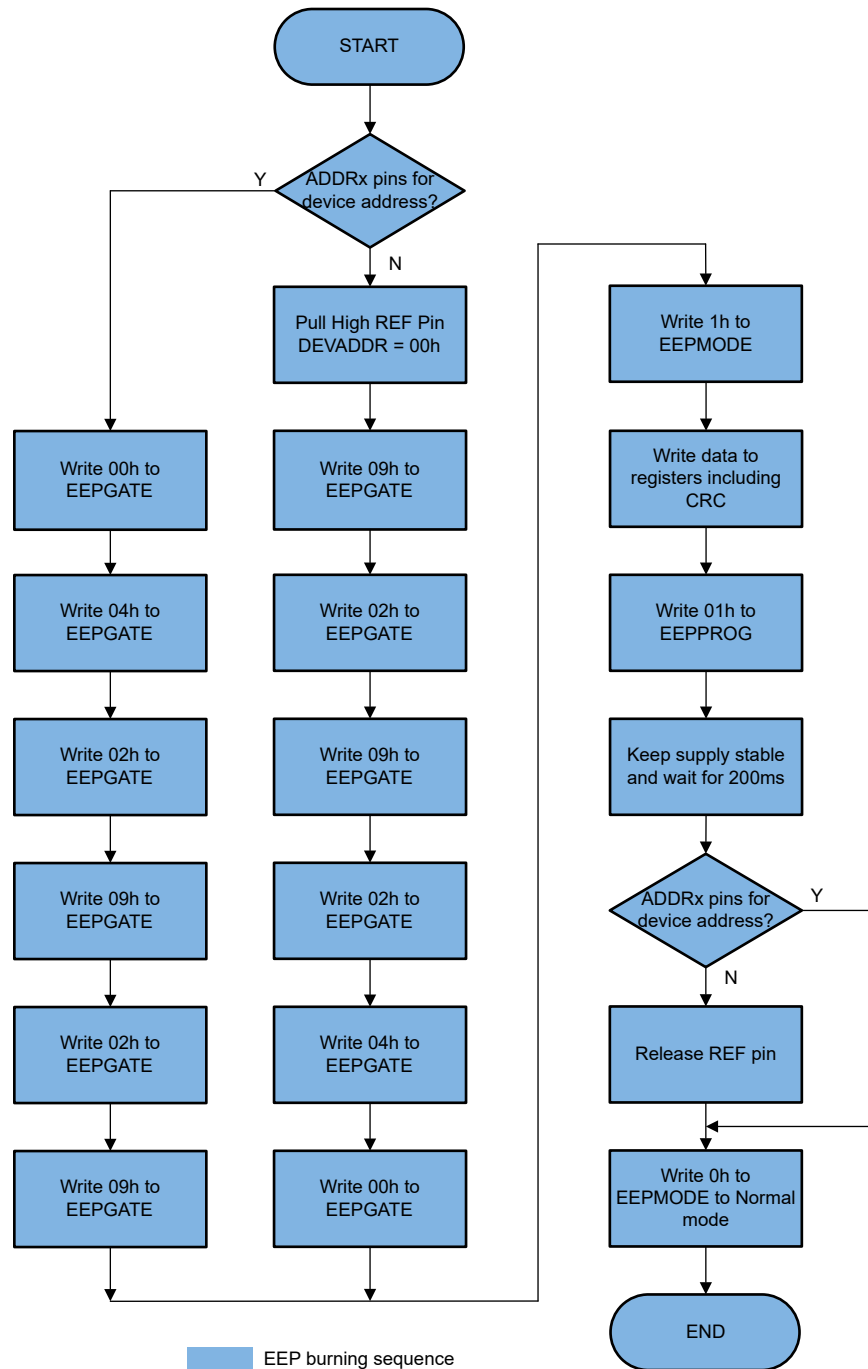 START
ADDRx pins for
device address?
Y
N
Pull High REF Pin
DEVADDR = 00h
Write 00h to
EEPGATE
Write 04h to
EEPGATE
Write 02h to
EEPGATE
Write 09h to
EEPGATE
Write 02h to
EEPGATE
Write 09h to
EEPGATE
Write 09h to
EEPGATE
Write 02h to
EEPGATE
Write 09h to
EEPGATE
Write 02h to
EEPGATE
Write 04h to
EEPGATE
Write 00h to
EEPGATE
Write 1h to
EEPMODE
Write data to
registers including
CRC
Write 01h to
EEPPROG
Keep supply stable
and wait for 200ms
ADDRx pins for
device address?
Y
N
Release REF pin
Write 0h to
EEPMODE to Normal
mode
END
EEP burning sequence